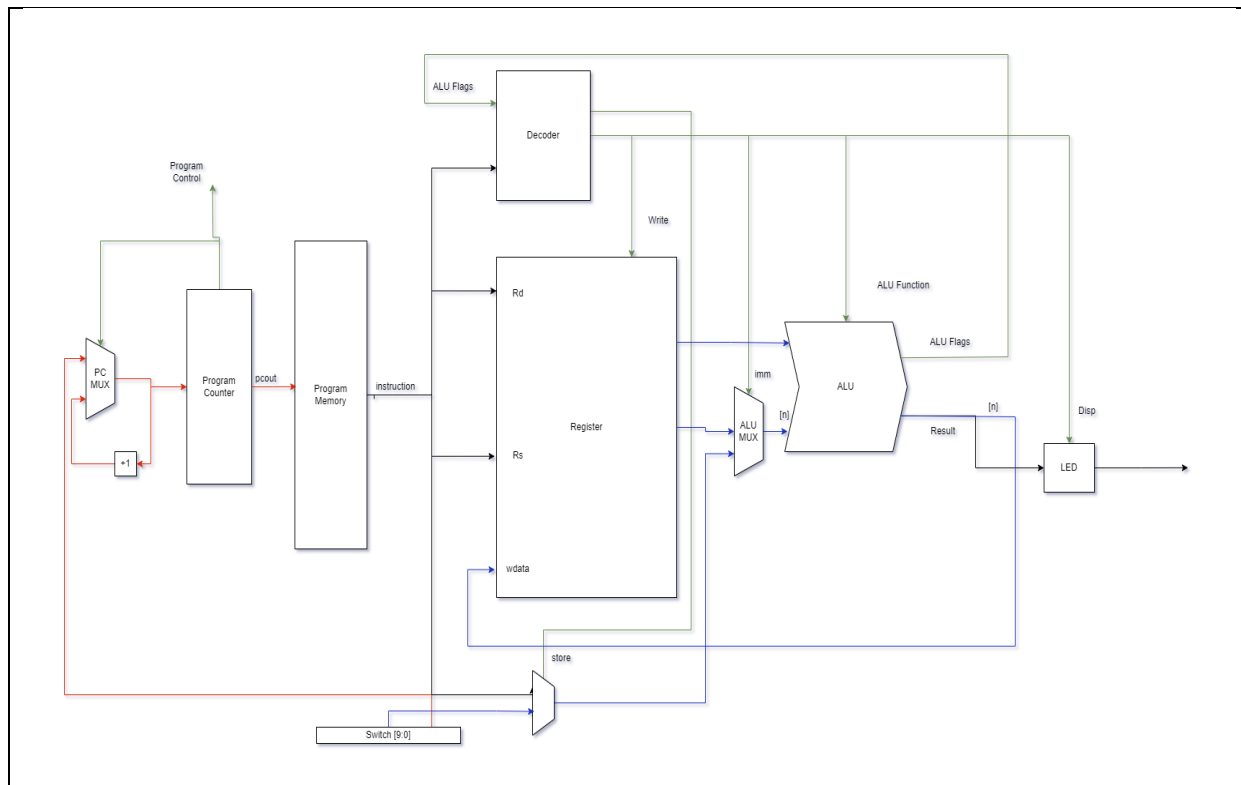 ALU Flags
Decoder
Program
Control
Write
Rd
ALU Function
Program
Memory
ALU Flags
PC
MUX
pcout
instruction
Program
Counter
imm
ALU
[n]
[n]
Disp
Register
ALU
MUX
Result
Rs
+1
LED
wdata
store
Switch [9:0]